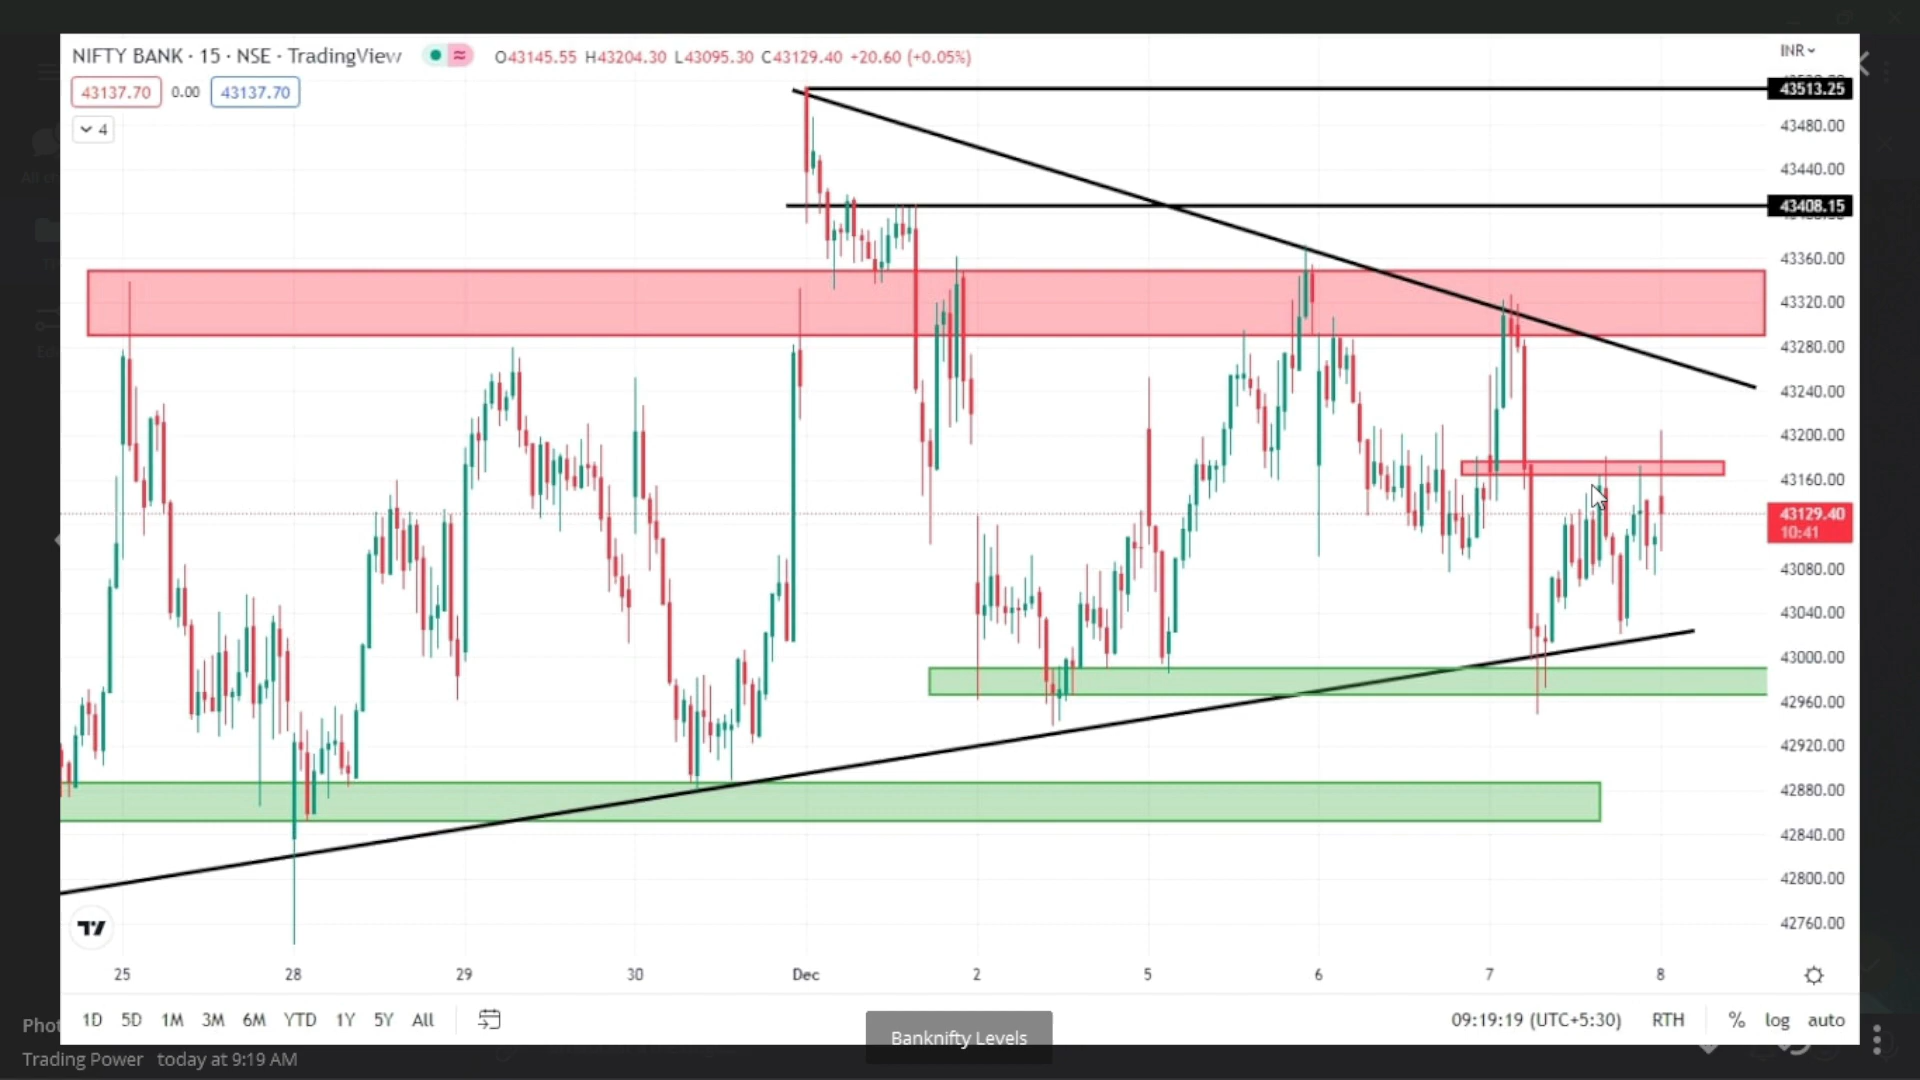 NIFTY BANK · 15 · NSE · TradingView
O43145.55 H43204.30 L43095.30 C43129.40 +20.60 (+0.05%)
INR
43137.70 0.00 43137.70
4
43513.25
43480.00
43440.00
43408.15
43360.00
43320.00
43280.00
43240.00
43200.00
43160.00
43129.40
10:41
43080.00
43040.00
43000.00
42960.00
42920.00
42880.00
42840.00
42800.00
42760.00
25 28 29 30 Dec 2 5 6 7 8
1D 5D 1M 3M 6M YTD 1Y 5Y All
09:19:19 (UTC+5:30) RTH % log auto
Banknifty Levels
Trading Power today at 9:19 AM